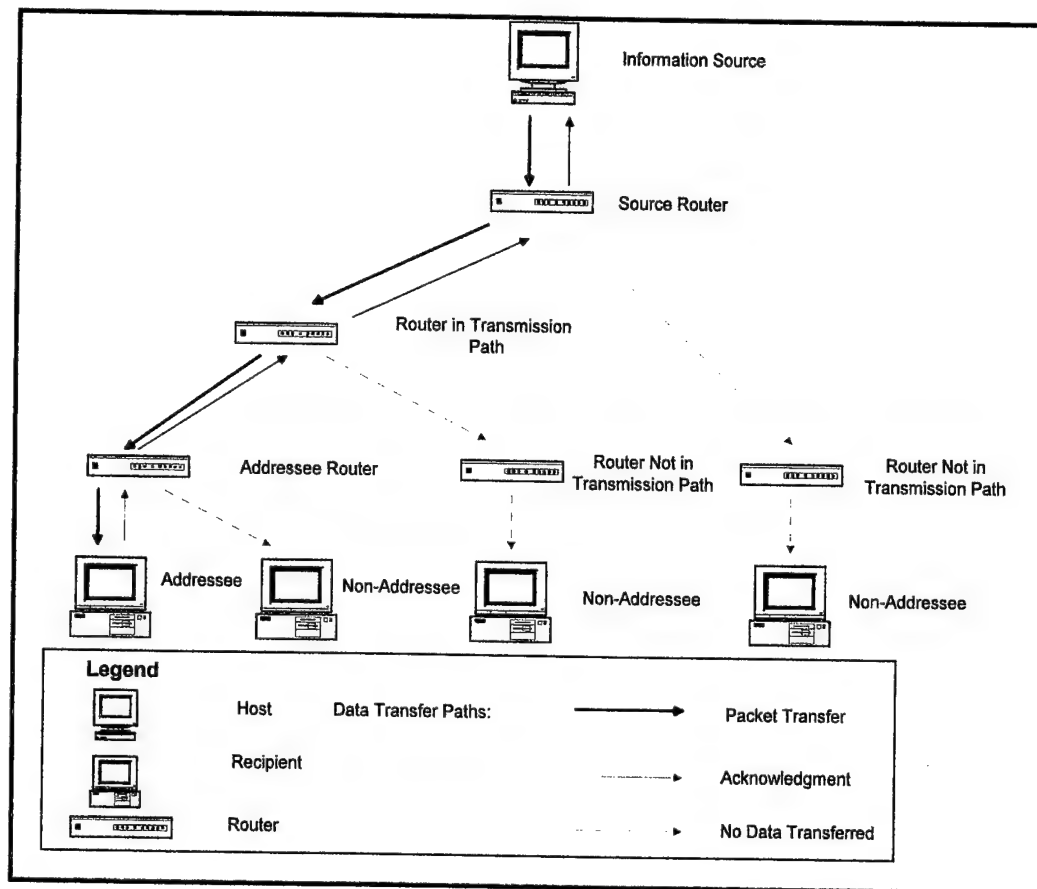 Information Source
Source Router
Router in Transmission
Path
Addressee Router
Router Not in
Transmission Path
Router Not in
Transmission Path
Addressee
Non-Addressee
Non-Addressee
Non-Addressee
Legend
Host
Data Transfer Paths:
Packet Transfer
Recipient
Acknowledgment
Router
No Data Transferred